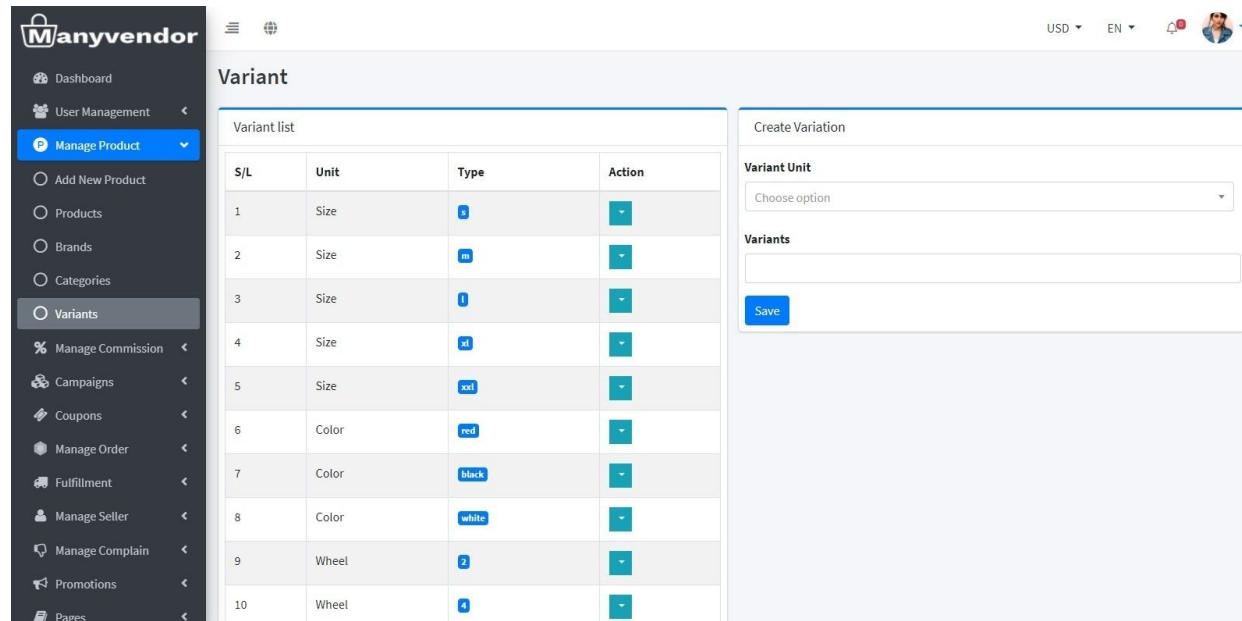 Manyvendor
USD EN 0
Dashboard
User Management
Manage Product
Add New Product
Products
Brands
Categories
Variants
Manage Commission
Campaigns
Coupons
Manage Order
Fulfillment
Manage Seller
Manage Complain
Promotions
Pages
Variant
Variant list
S/L Unit Type Action
1 Size s
2 Size m
3 Size l
4 Size xl
5 Size xxl
6 Color red
7 Color black
8 Color white
9 Wheel 2
10 Wheel 4
Create Variation
Variant Unit
Choose option
Variants
Save